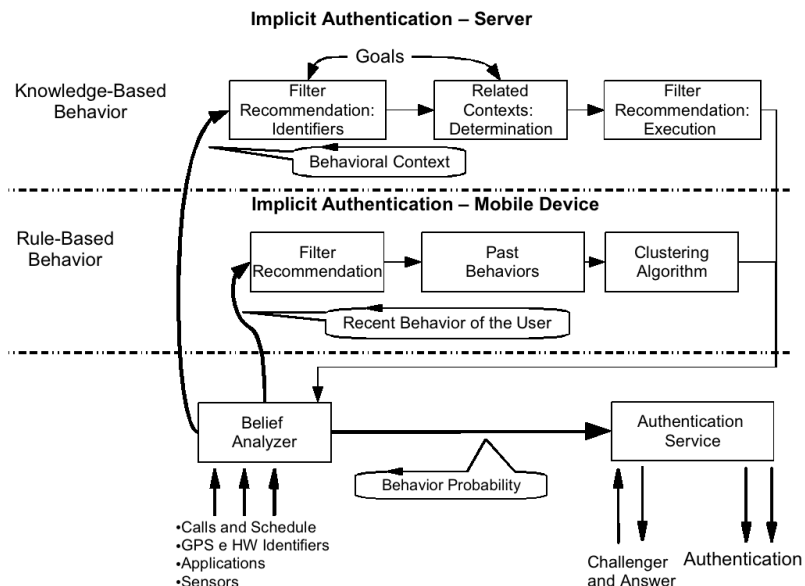 Implicit Authentication – Server
Goals
Knowledge-Based
Behavior
Filter
Recommendation:
Identifiers
Related
Contexts:
Determination
Filter
Recommendation:
Execution
Behavioral Context
Implicit Authentication – Mobile Device
Rule-Based
Behavior
Filter
Recommendation
Past
Behaviors
Clustering
Algorithm
Recent Behavior of the User
Belief
Analyzer
Authentication
Service
Behavior Probability
•Calls and Schedule
•GPS e HW Identifiers
•Applications
•Sensors
Challenger
and Answer
Authentication